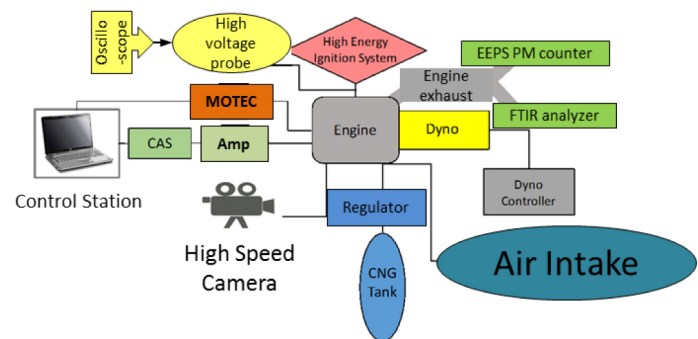 Oscillo
-scope
High
voltage
probe
High Energy
Ignition System
EEPS PM counter
Engine
exhaust
FTIR analyzer
MOTEC
Engine
Dyno
CAS
Amp
Control Station
Dyno
Controller
Regulator
High Speed
Camera
CNG
Tank
Air Intake